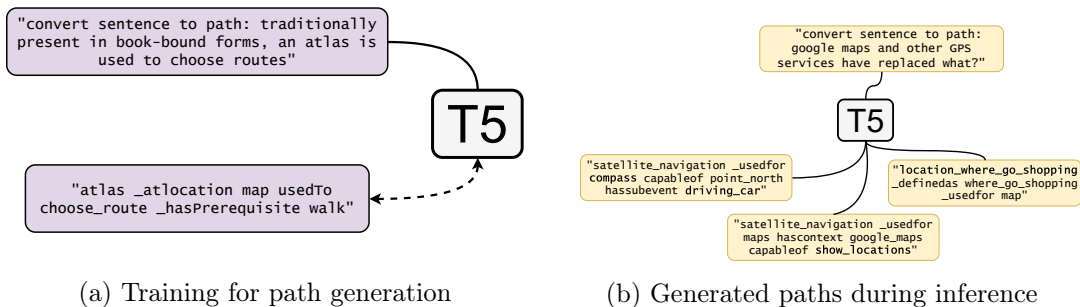 "convert sentence to path: traditionally
present in book-bound forms, an atlas is
used to choose routes"
T5
"atlas _atlocation map usedTo
choose_route _hasPrerequisite walk"
(a) Training for path generation
"convert sentence to path:
google maps and other GPS
services have replaced what?"
T5
"satellite_navigation _usedfor
compass capableof point_north
hassubevent driving_car"
"location_where_go_shopping
_definedas where_go_shopping
_usedfor map"
"satellite_navigation _usedfor
maps hascontext google_maps
capableof show_locations"
(b) Generated paths during inference